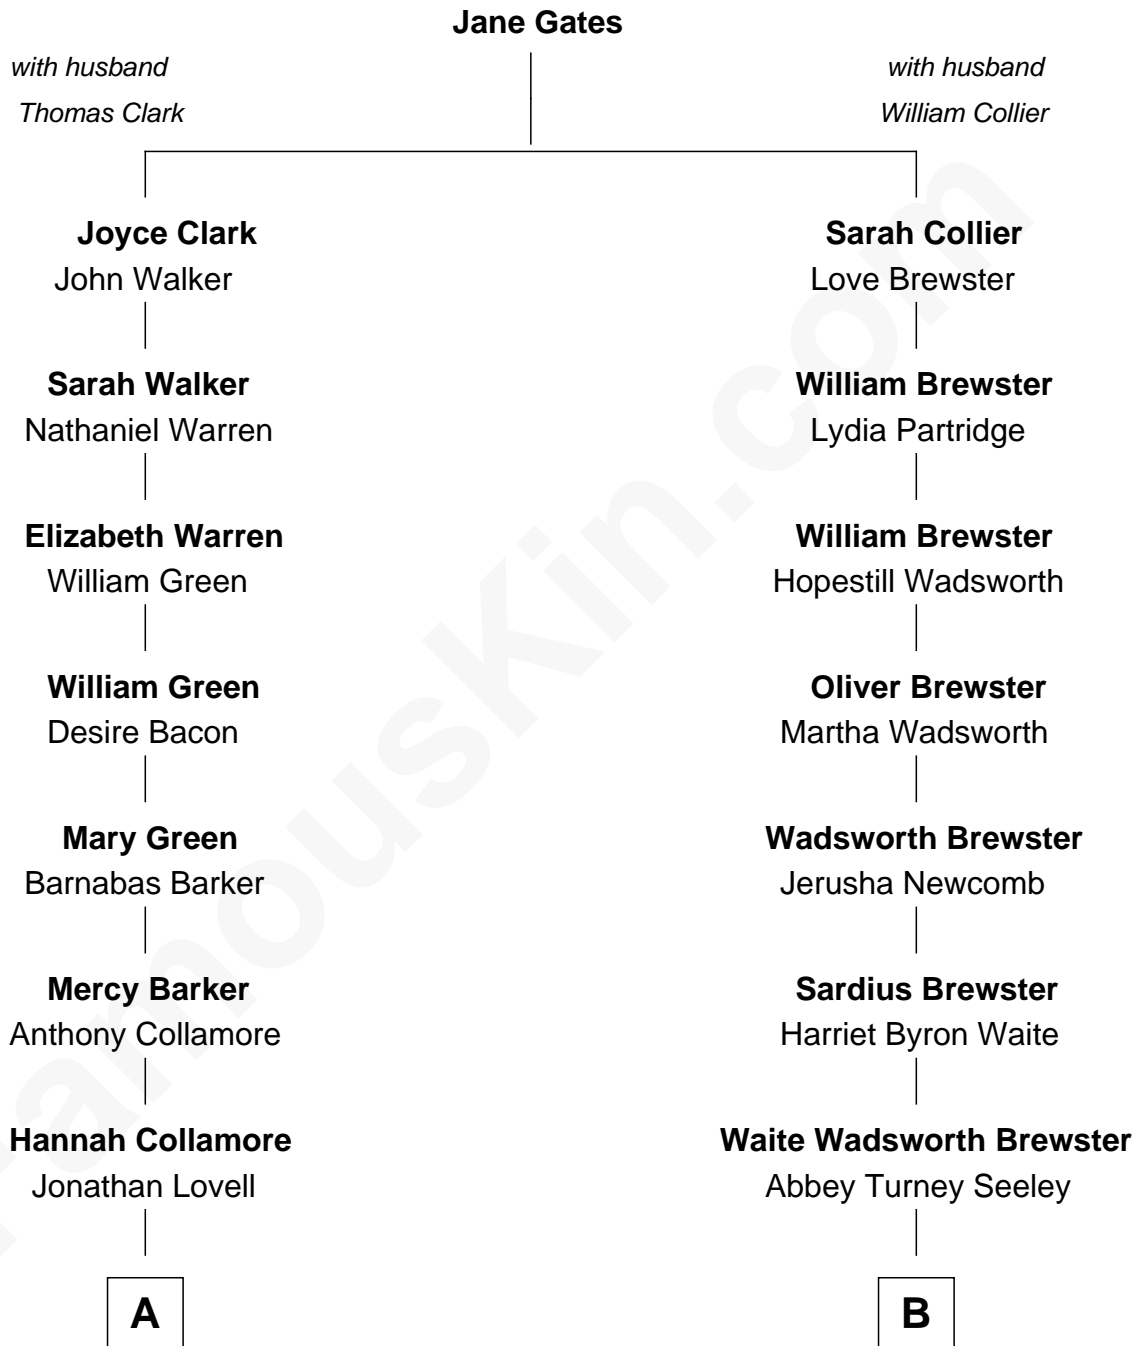 Jane Gates
with husband
Thomas Clark
with husband
William Collier
Joyce Clark
John Walker
Sarah Collier
Love Brewster
Sarah Walker
Nathaniel Warren
William Brewster
Lydia Partridge
Elizabeth Warren
William Green
William Brewster
Hopestill Wadsworth
William Green
Desire Bacon
Oliver Brewster
Martha Wadsworth
Mary Green
Barnabas Barker
Wadsworth Brewster
Jerusha Newcomb
Mercy Barker
Anthony Collamore
Sardius Brewster
Harriet Byron Waite
Hannah Collamore
Jonathan Lovell
Waite Wadsworth Brewster
Abbey Turney Seeley
A
B
FamousKin.com